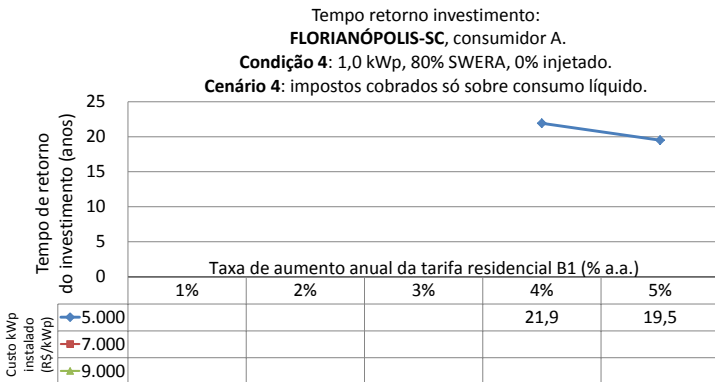 Tempo retorno investimento:
FLORIANÓPOLIS-SC, consumidor A.
Condição 4: 1,0 kWp, 80% SWERA, 0% injetado.
Cenário 4: impostos cobrados só sobre consumo líquido.
Tempo de retorno
do investimento (anos)
25
20
15
10
5
0
Taxa de aumento anual da tarifa residencial B1 (% a.a.)
1% 2% 3% 4% 5%
Custo kWp
instalado
(R$/kWp)
5.000 21,9 19,5
7.000
9.000